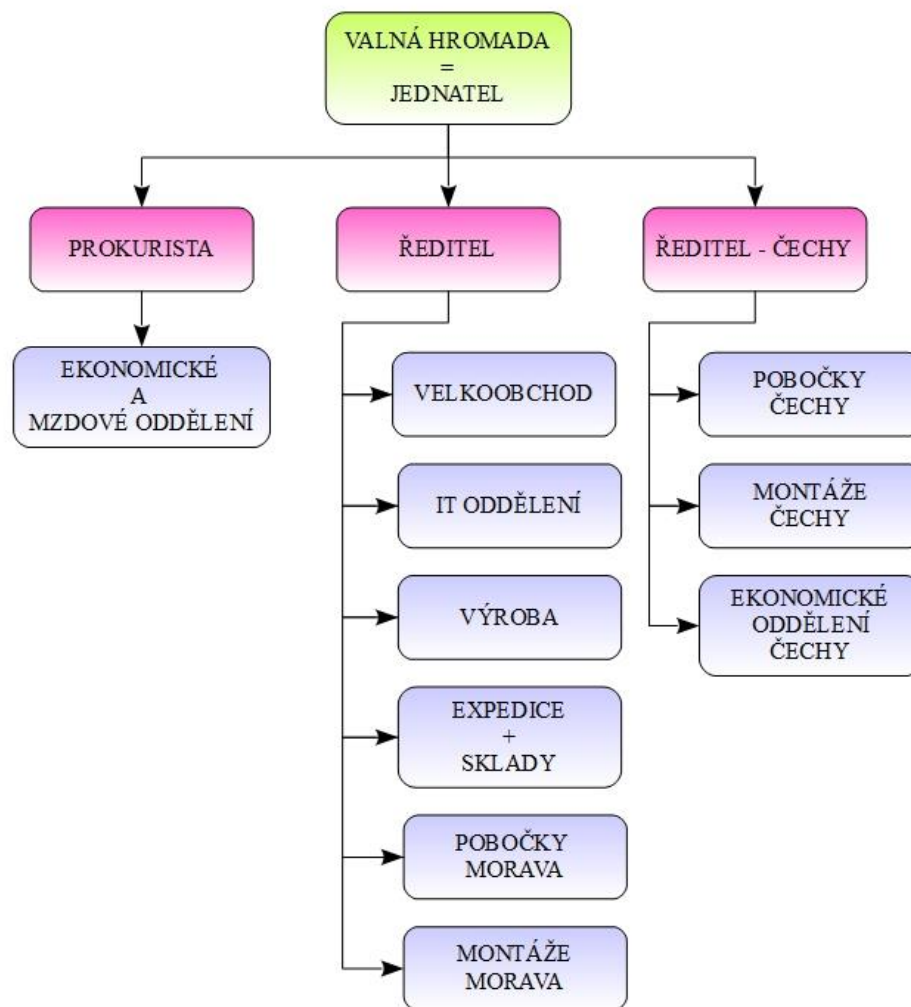 VALNÁ HROMADA
=
JEDNATEL
PROKURISTA
ŘEDITEL
ŘEDITEL - ČECHY
EKONOMICKÉ
A
MZDOVÉ ODDĚLENÍ
VELKOOBCHOD
IT ODDĚLENÍ
VÝROBA
EXPEDICE
+
SKLADY
POBOČKY
MORAVA
MONTÁŽE
MORAVA
POBOČKY
ČECHY
MONTÁŽE
ČECHY
EKONOMICKÉ
ODDĚLENÍ
ČECHY